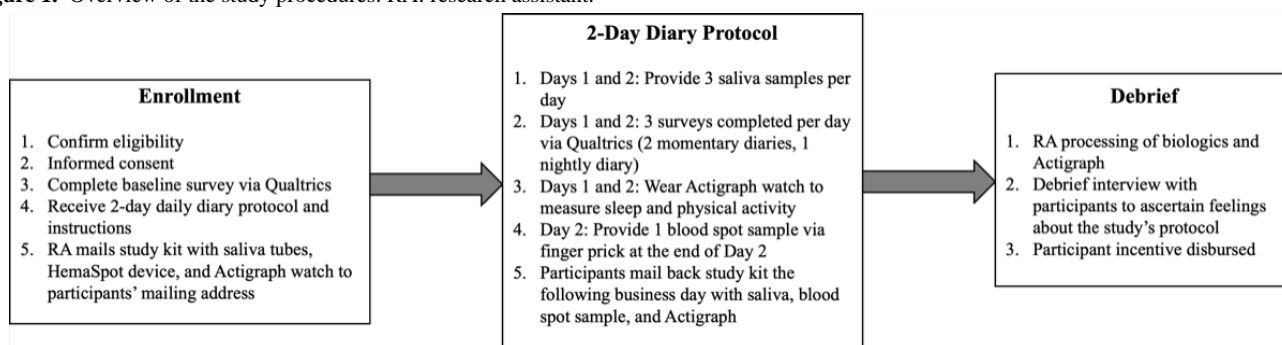 Figure 1. Overview of the study procedures. RA: research assistant.
Enrollment
1. Confirm eligibility
2. Informed consent
3. Complete baseline survey via Qualtrics
4. Receive 2-day daily diary protocol and
instructions
5. RA mails study kit with saliva tubes,
HemaSpot device, and Actigraph watch to
participants' mailing address
2-Day Diary Protocol
1. Days 1 and 2: Provide 3 saliva samples per
day
2. Days 1 and 2: 3 surveys completed per day
via Qualtrics (2 momentary diaries, 1
nightly diary)
3. Days 1 and 2: Wear Actigraph watch to
measure sleep and physical activity
4. Day 2: Provide 1 blood spot sample via
finger prick at the end of Day 2
5. Participants mail back study kit the
following business day with saliva, blood
spot sample, and Actigraph
Debrief
1. RA processing of biologics and
Actigraph
2. Debrief interview with
participants to ascertain feelings
about the study's protocol
3. Participant incentive disbursed